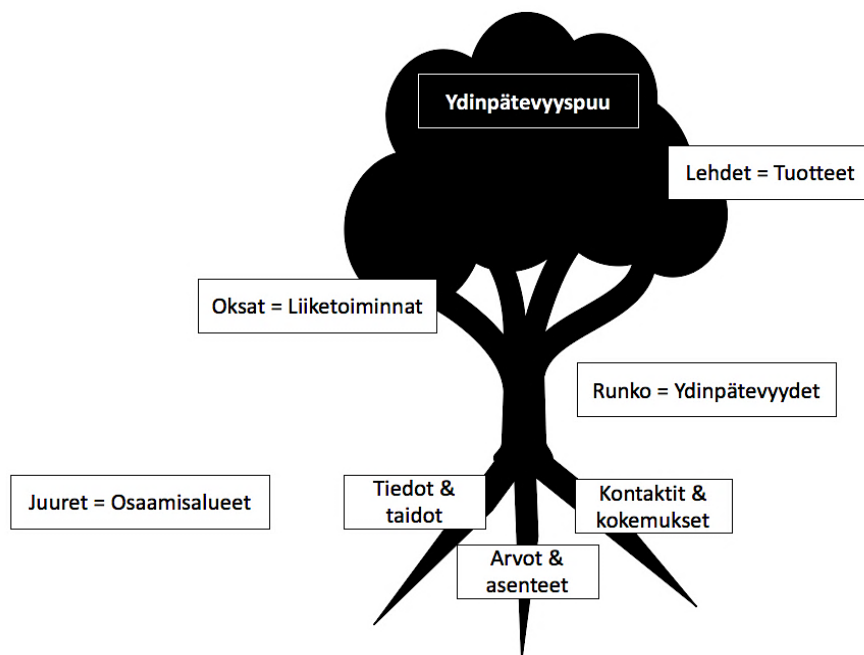 Ydinpätevyyspuu
Lehdet = Tuotteet
Oksat = Liiketoiminnat
Runko = Ydinpätevyydet
Juuret = Osaamisalueet
Tiedot &
taidot
Arvot &
asenteet
Kontaktit &
kokemukset